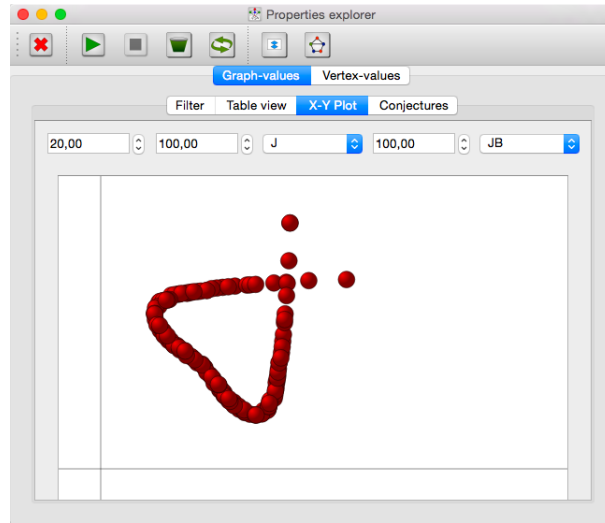 Properties explorer
Graph-values Vertex-values
Filter Table view X-Y Plot Conjectures
20,00 100,00 J 100,00 JB